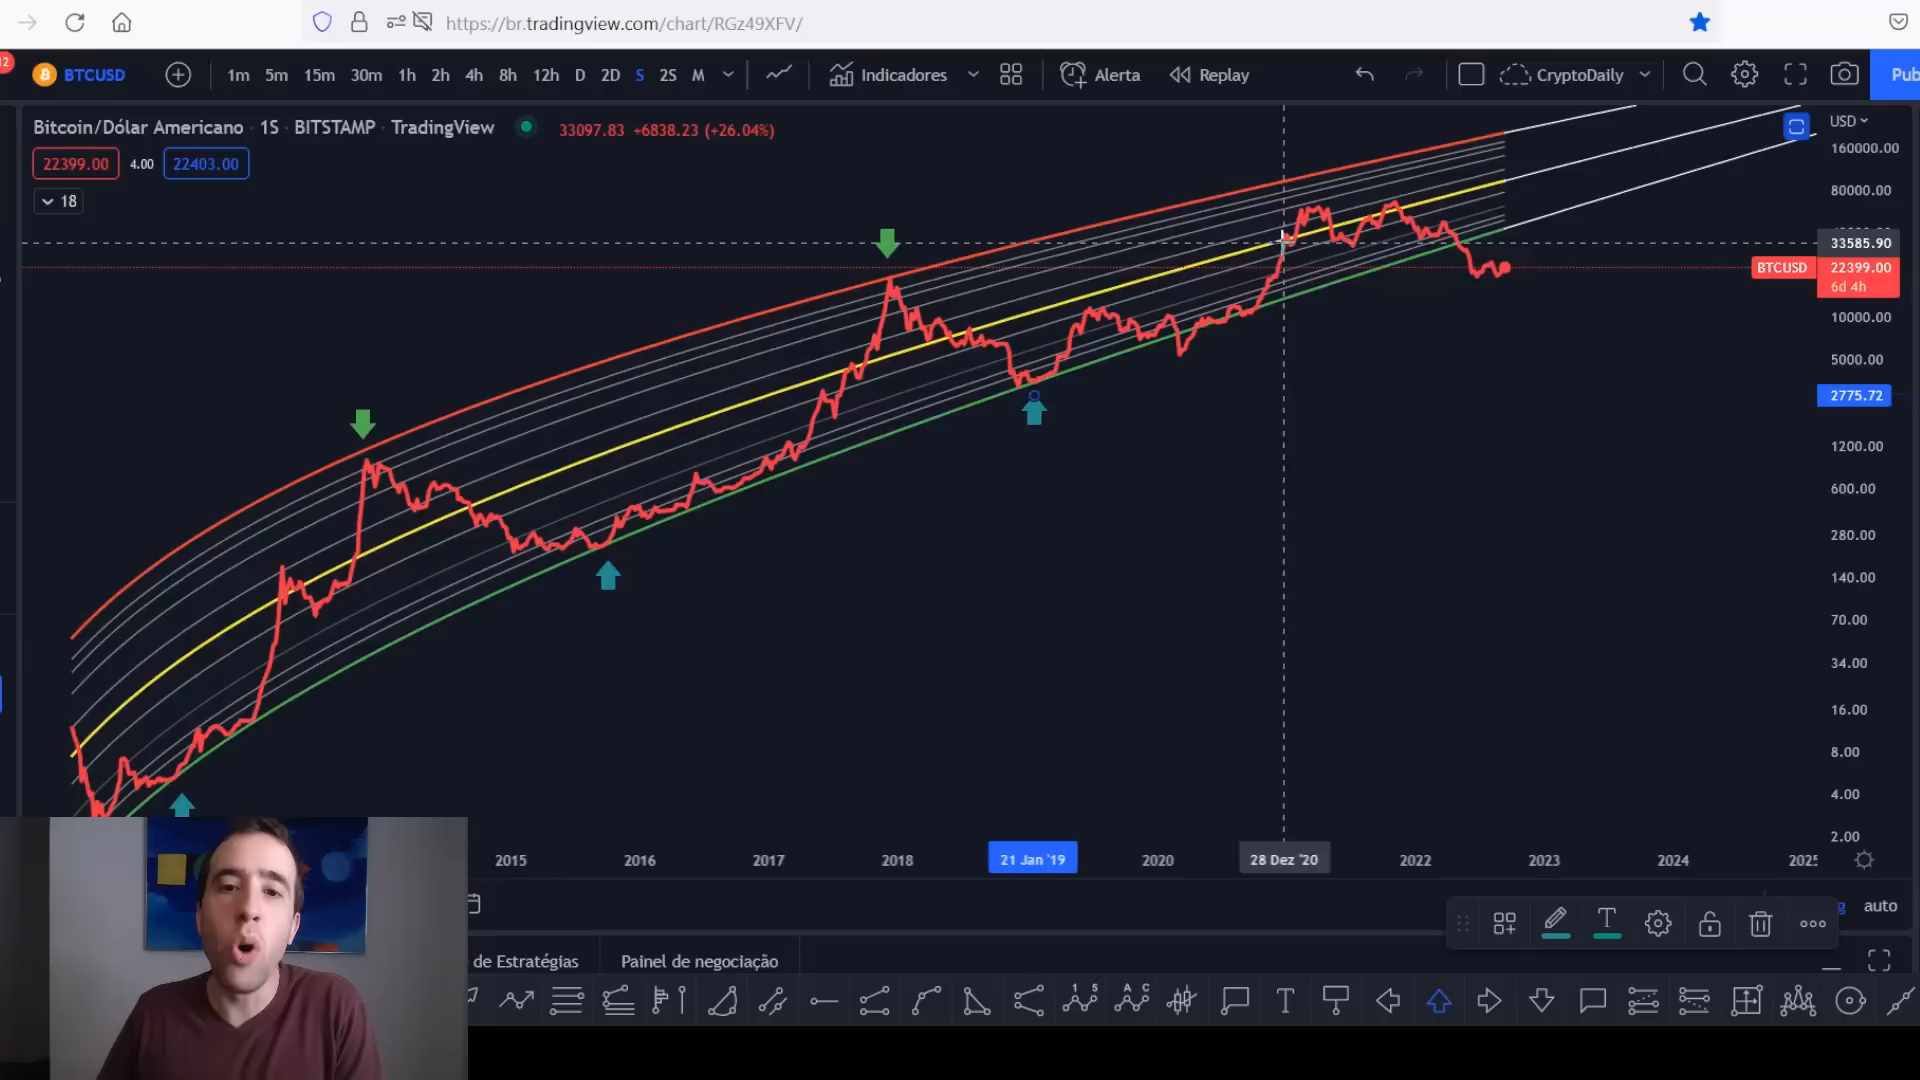 https://br.tradingview.com/chart/RGz49XFV/
12
BTCUSD 1m 5m 15m 30m 1h 2h 4h 8h 12h D 2D S 2S M Indicadores Alerta Replay CryptoDaily Pub
Bitcoin/Dólar Americano · 1S · BITSTAMP · TradingView 33097.83 +6838.23 (+26.04%)
22399.00 4.00 22403.00
18
USD
160000.00
80000.00
33585.90
BTCUSD 22399.00
6d 4h
10000.00
5000.00
2775.72
1200.00
600.00
280.00
140.00
70.00
34.00
16.00
8.00
4.00
2.00
2015 2016 2017 2018 21 Jan '19 2020 28 Dez '20 2022 2023 2024 2025
auto
de Estratégias Painel de negociação